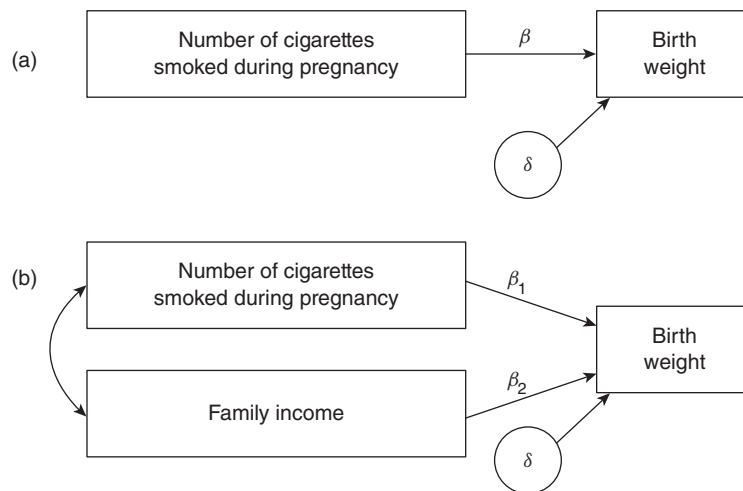 (a)
Number of cigarettes
smoked during pregnancy
β
Birth
weight
δ
(b)
Number of cigarettes
smoked during pregnancy
β₁
Birth
weight
Family income
β₂
δ